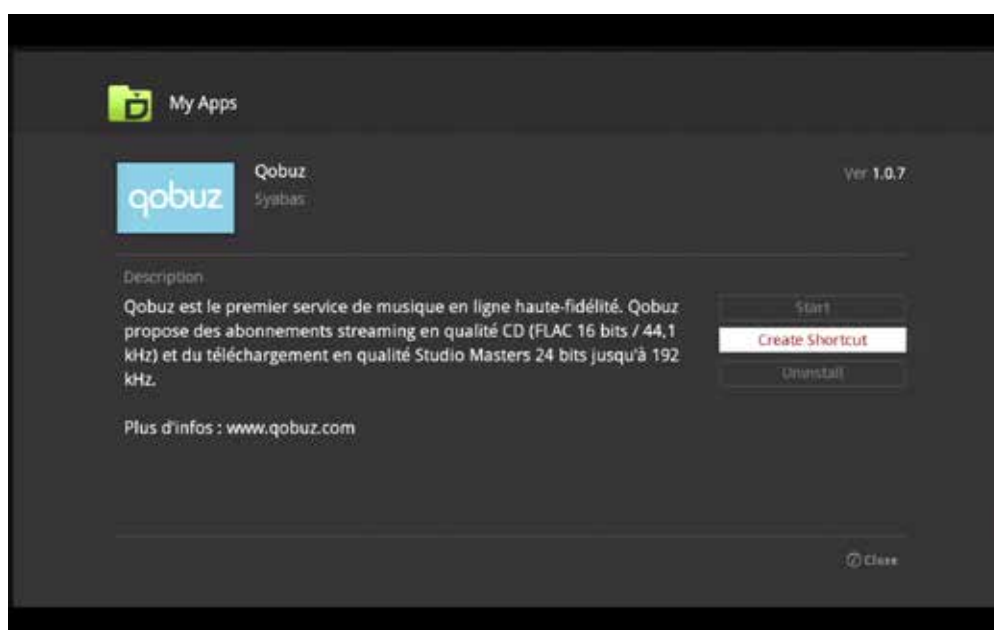 My Apps
qobuz
Qobuz
Ver 1.0.7
Syabas
Description
Qobuz est le premier service de musique en ligne haute-fidélité. Qobuz
propose des abonnements streaming en qualité CD (FLAC 16 bits / 44,1
kHz) et du téléchargement en qualité Studio Masters 24 bits jusqu'à 192
kHz.
Plus d'infos : www.qobuz.com
Start
Create Shortcut
Uninstall
Close